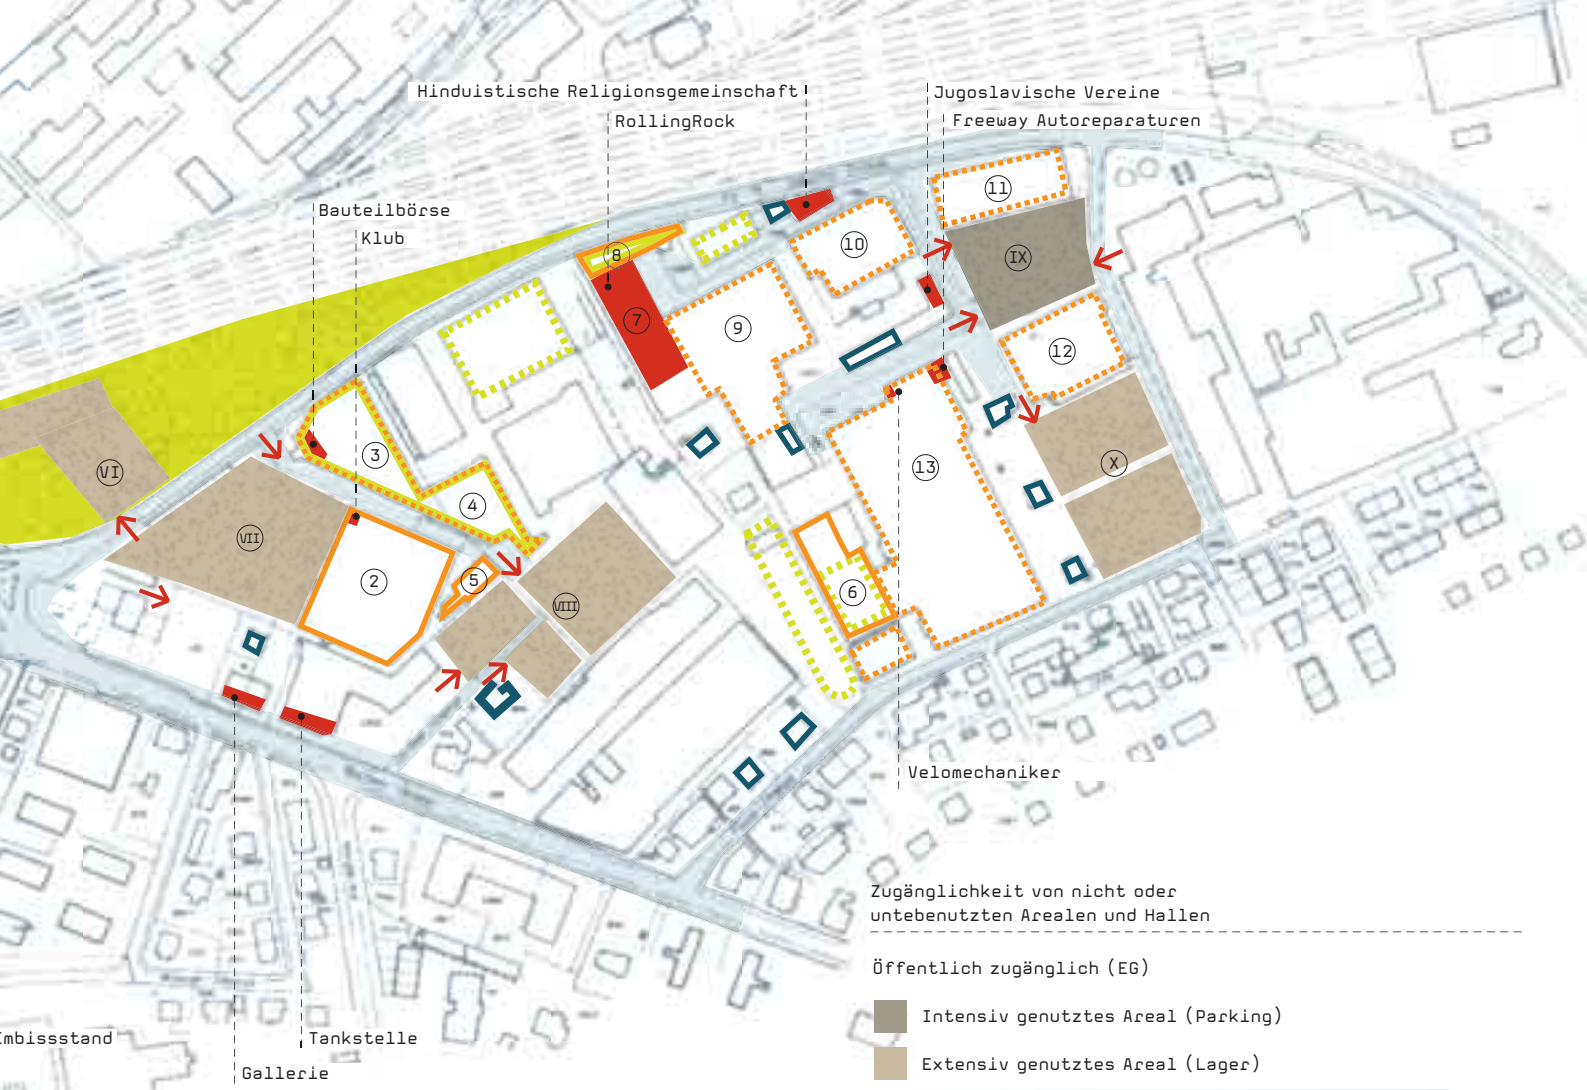 Hinduistische Religionsgemeinschaft
Jugoslavische Vereine
RollingRock
Freeway Autoreparaturen
11
Bauteilbörse
Klub
10
8
IX
7
9
12
3
VI
X
13
4
VII
2
5
6
VIII
Velomechaniker
Zugänglichkeit von nicht oder
untebenutzten Arealen und Hallen
Öffentlich zugänglich (EG)
Intensiv genutztes Areal (Parking)
Imbissstand
Tankstelle
Extensiv genutztes Areal (Lager)
Gallerie